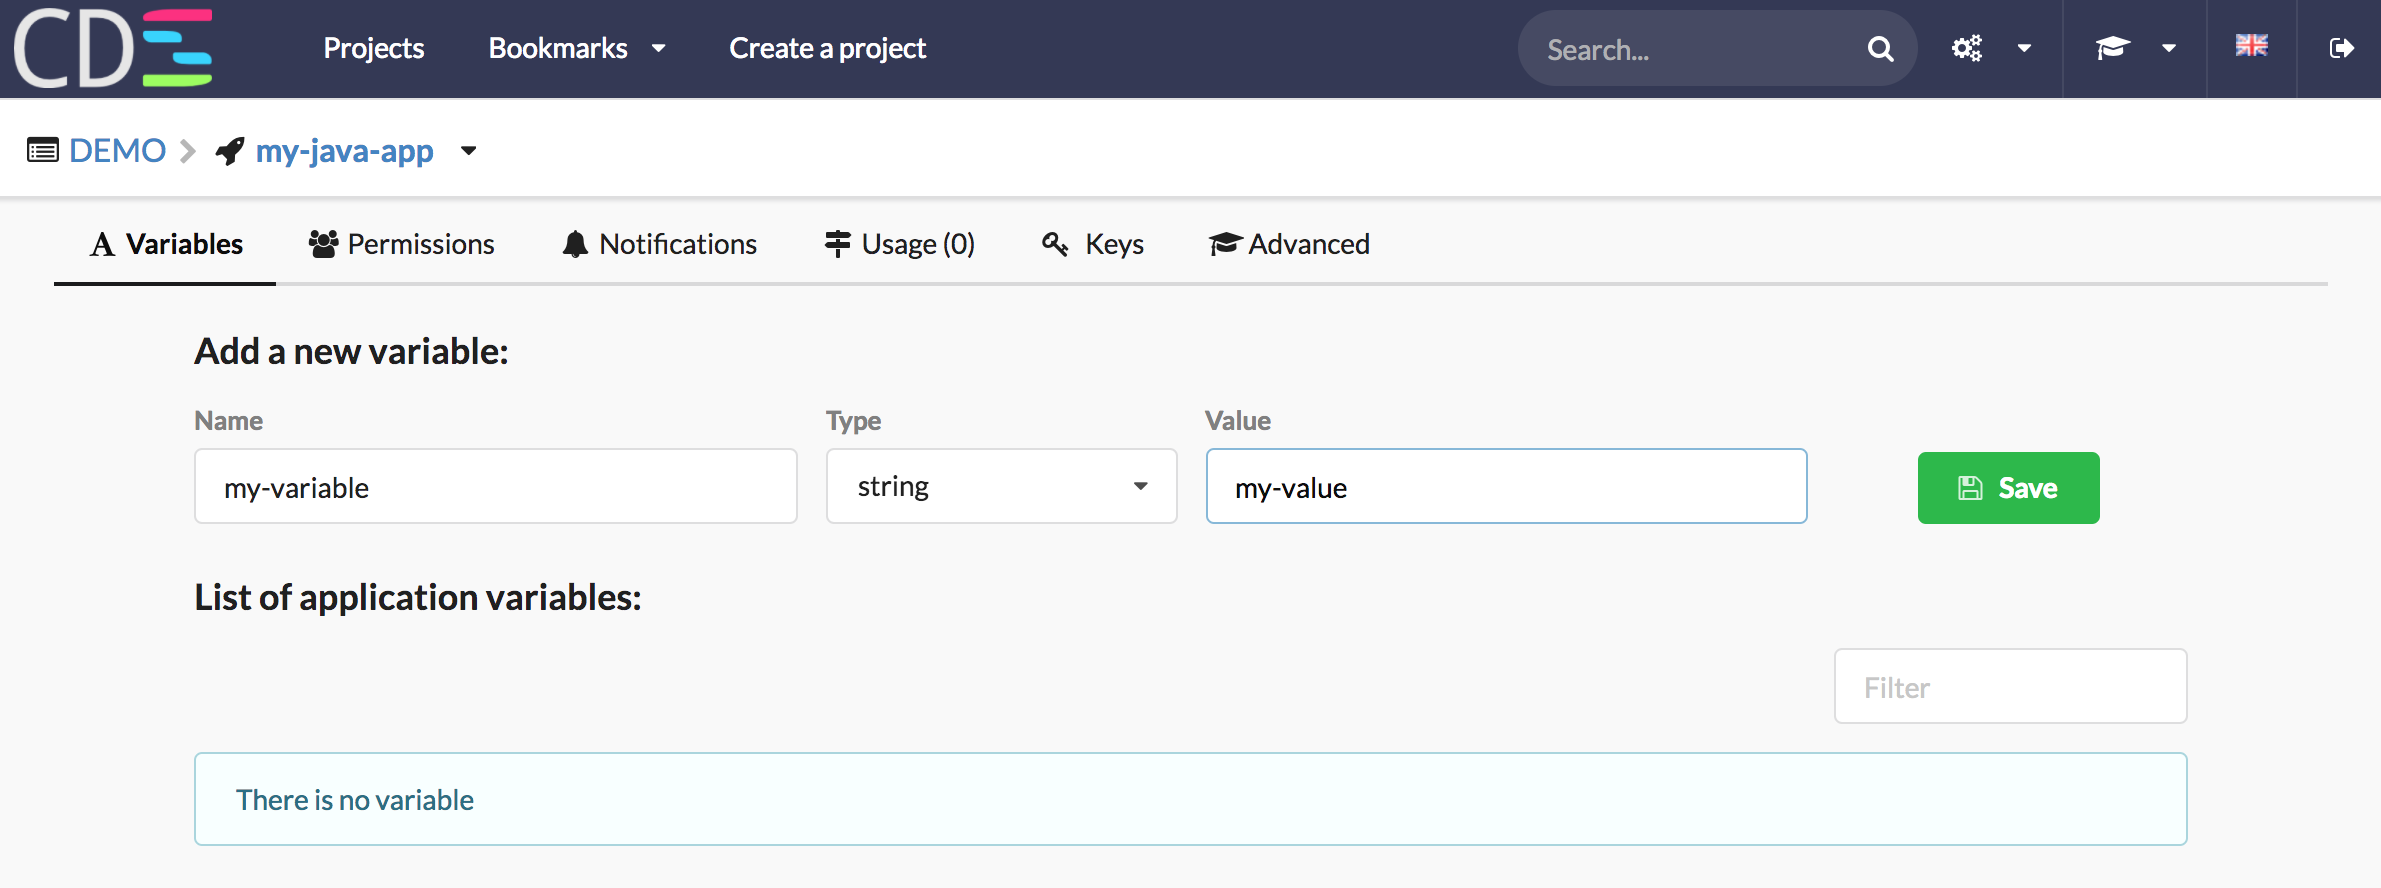 CDE
Projects Bookmarks Create a project Search...
DEMO my-java-app
Variables Permissions Notifications Usage (0) Keys Advanced
Add a new variable:
Name Type Value
my-variable string my-value Save
List of application variables:
Filter
There is no variable